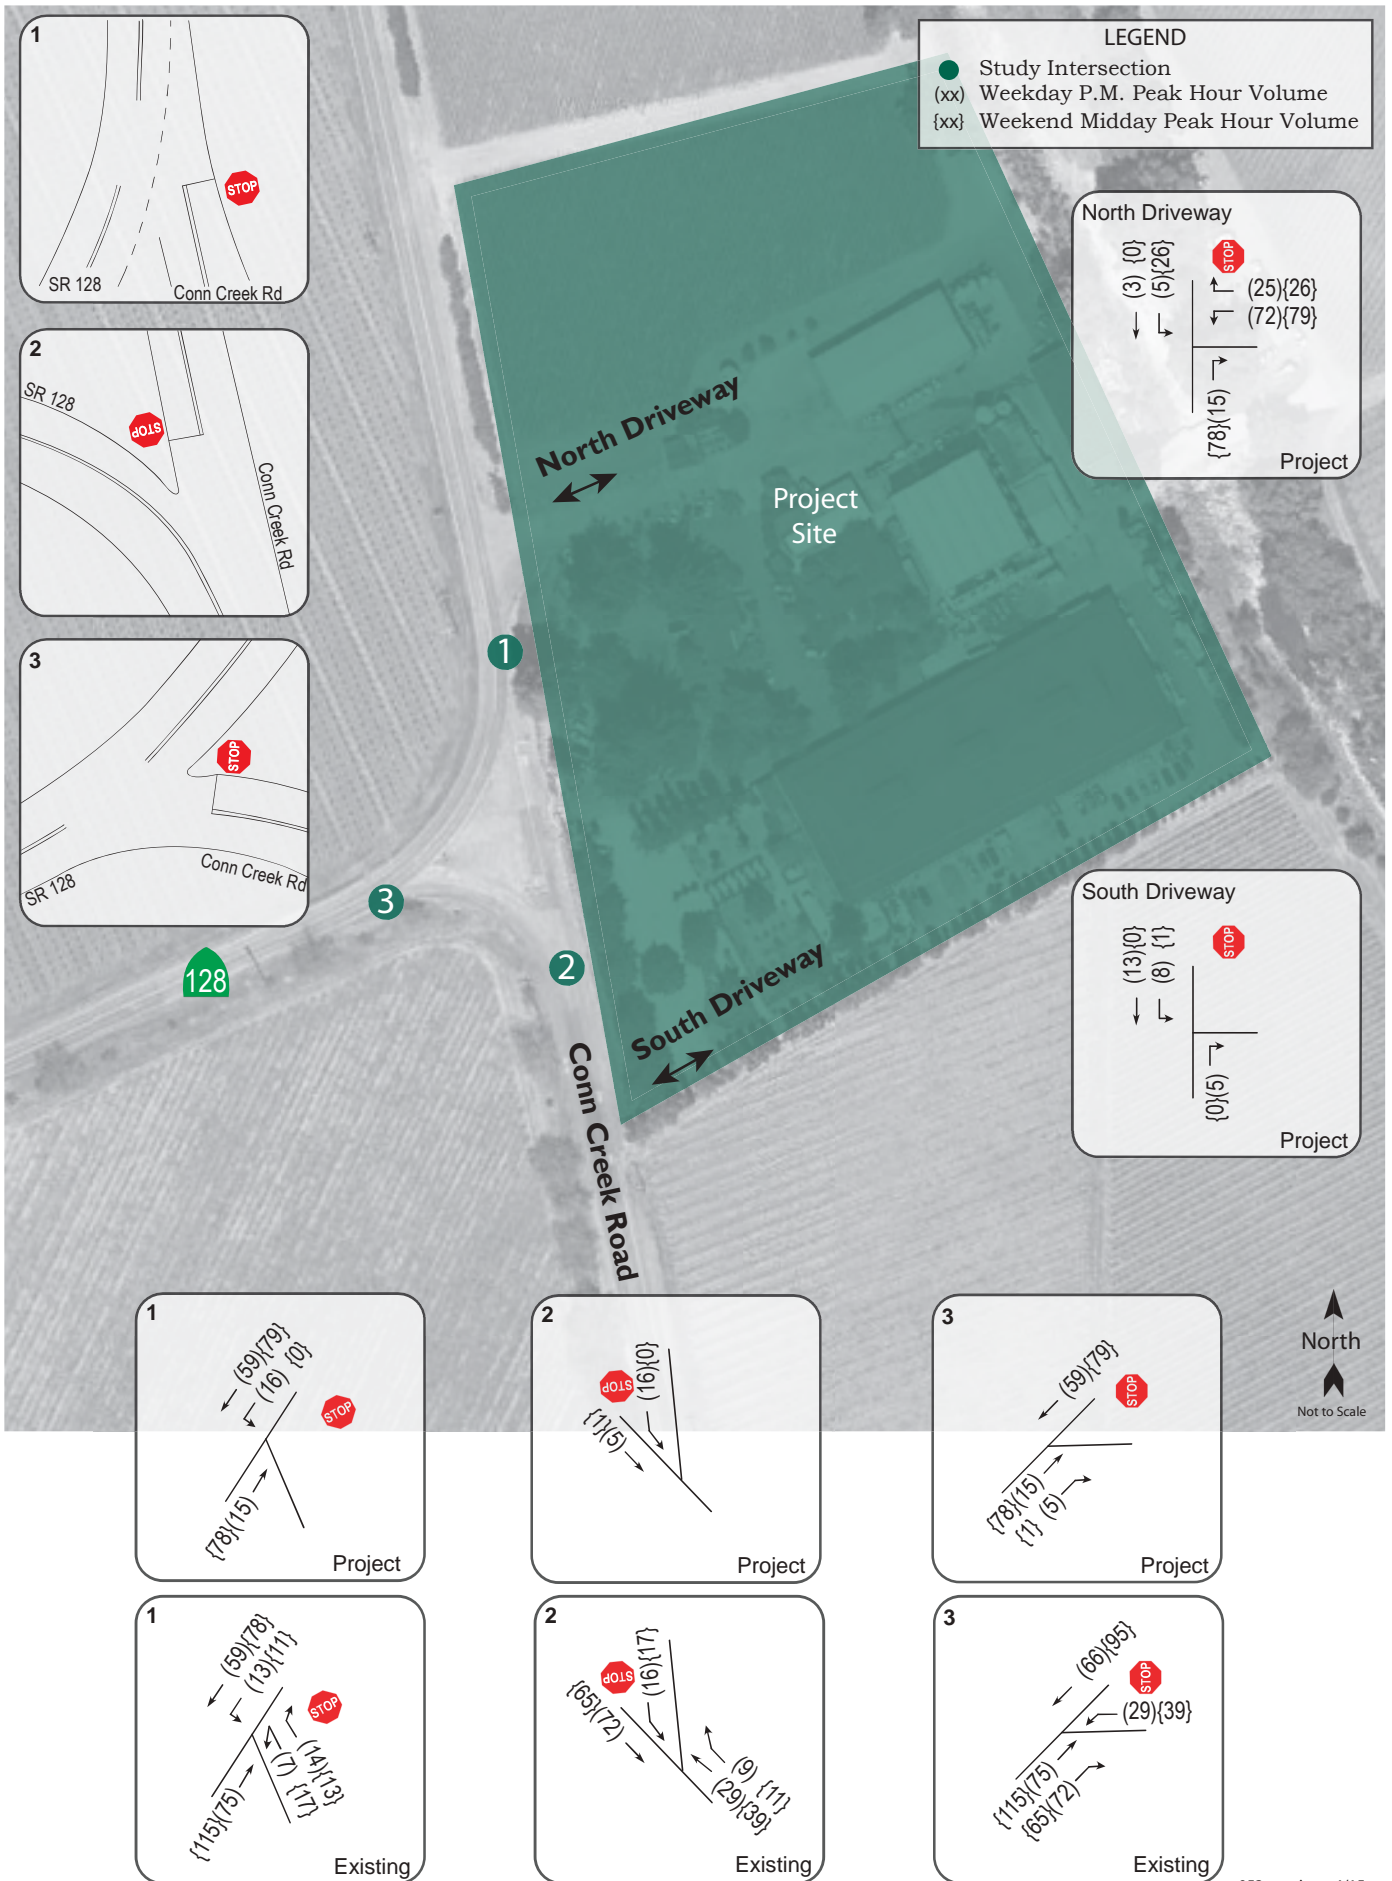 1
STOP
SR 128
Conn Creek Rd
2
SR 128
STOP
Conn Creek Rd
3
STOP
Conn Creek Rd
SR 128
LEGEND
Study Intersection
(xx) Weekday P.M. Peak Hour Volume
{xx} Weekend Midday Peak Hour Volume
North Driveway
(3) {0}
(5){26}
STOP
(25){26}
(72){79}
{78}(15)
Project
North Driveway
Project
Site
1
3
2
128
South Driveway
Conn Creek Road
South Driveway
(13){0}
(8) {1}
STOP
{0}(5)
Project
North
Not to Scale
1
(59){79}
(16) {0}
STOP
{78}(15)
Project
2
STOP
(16){0}
{1}(5)
Project
3
(59){79}
STOP
{78}(15)
{1} (5)
Project
1
(59){78}
(13){11}
STOP
(14){13}
(7) {17}
{115}(75)
Existing
2
STOP
(16){17}
{65}(72)
(9) {11}
(29){39}
Existing
3
(66){95}
STOP
(29){39}
{115}(75)
{65}(72)
Existing